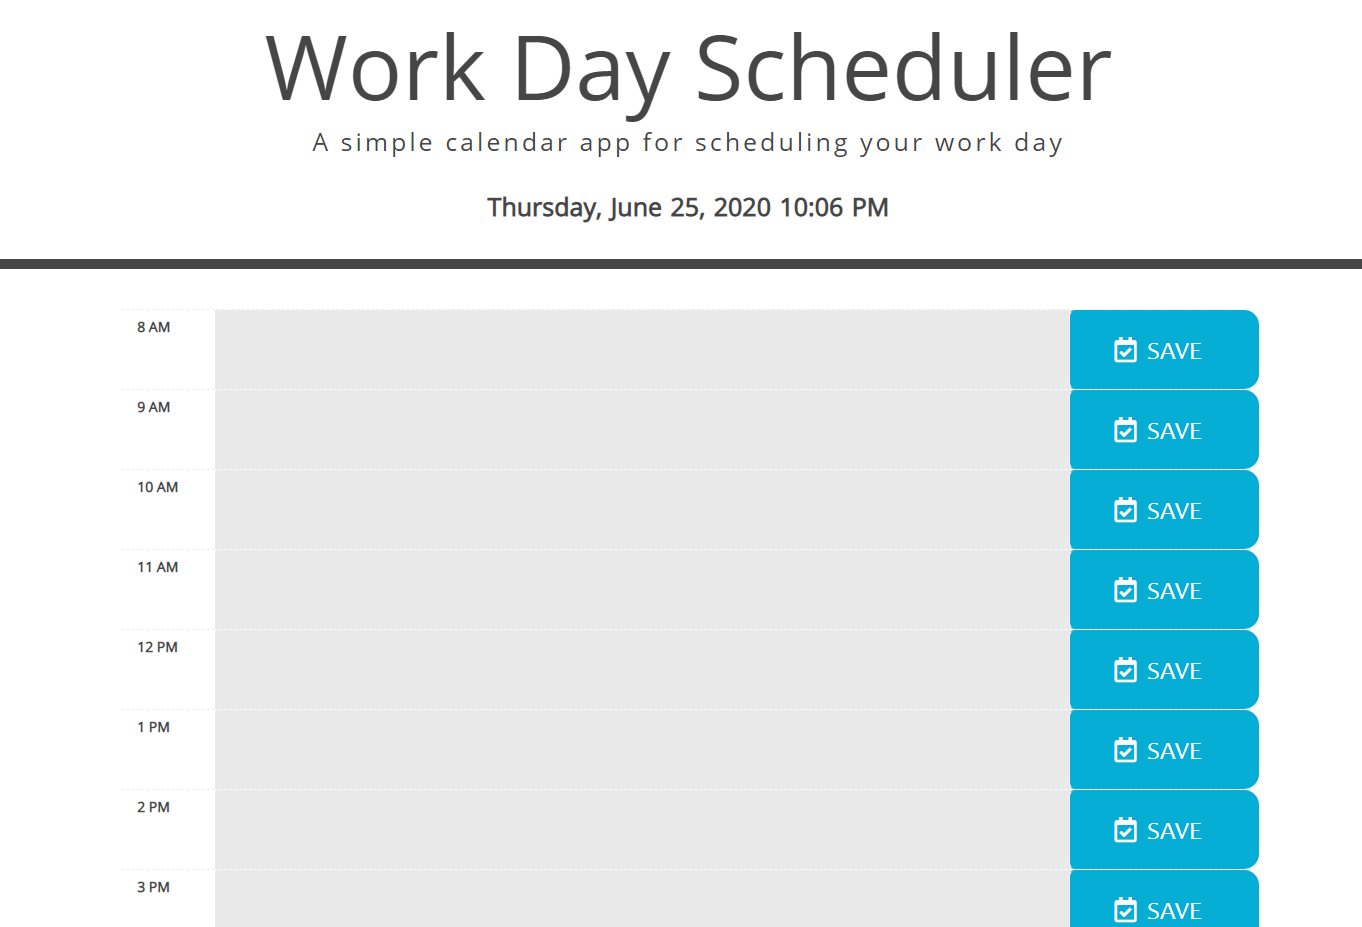 Work Day Scheduler
A simple calendar app for scheduling your work day
Thursday, June 25, 2020 10:06 PM
8 AM SAVE
9 AM SAVE
10 AM SAVE
11 AM SAVE
12 PM SAVE
1 PM SAVE
2 PM SAVE
3 PM SAVE